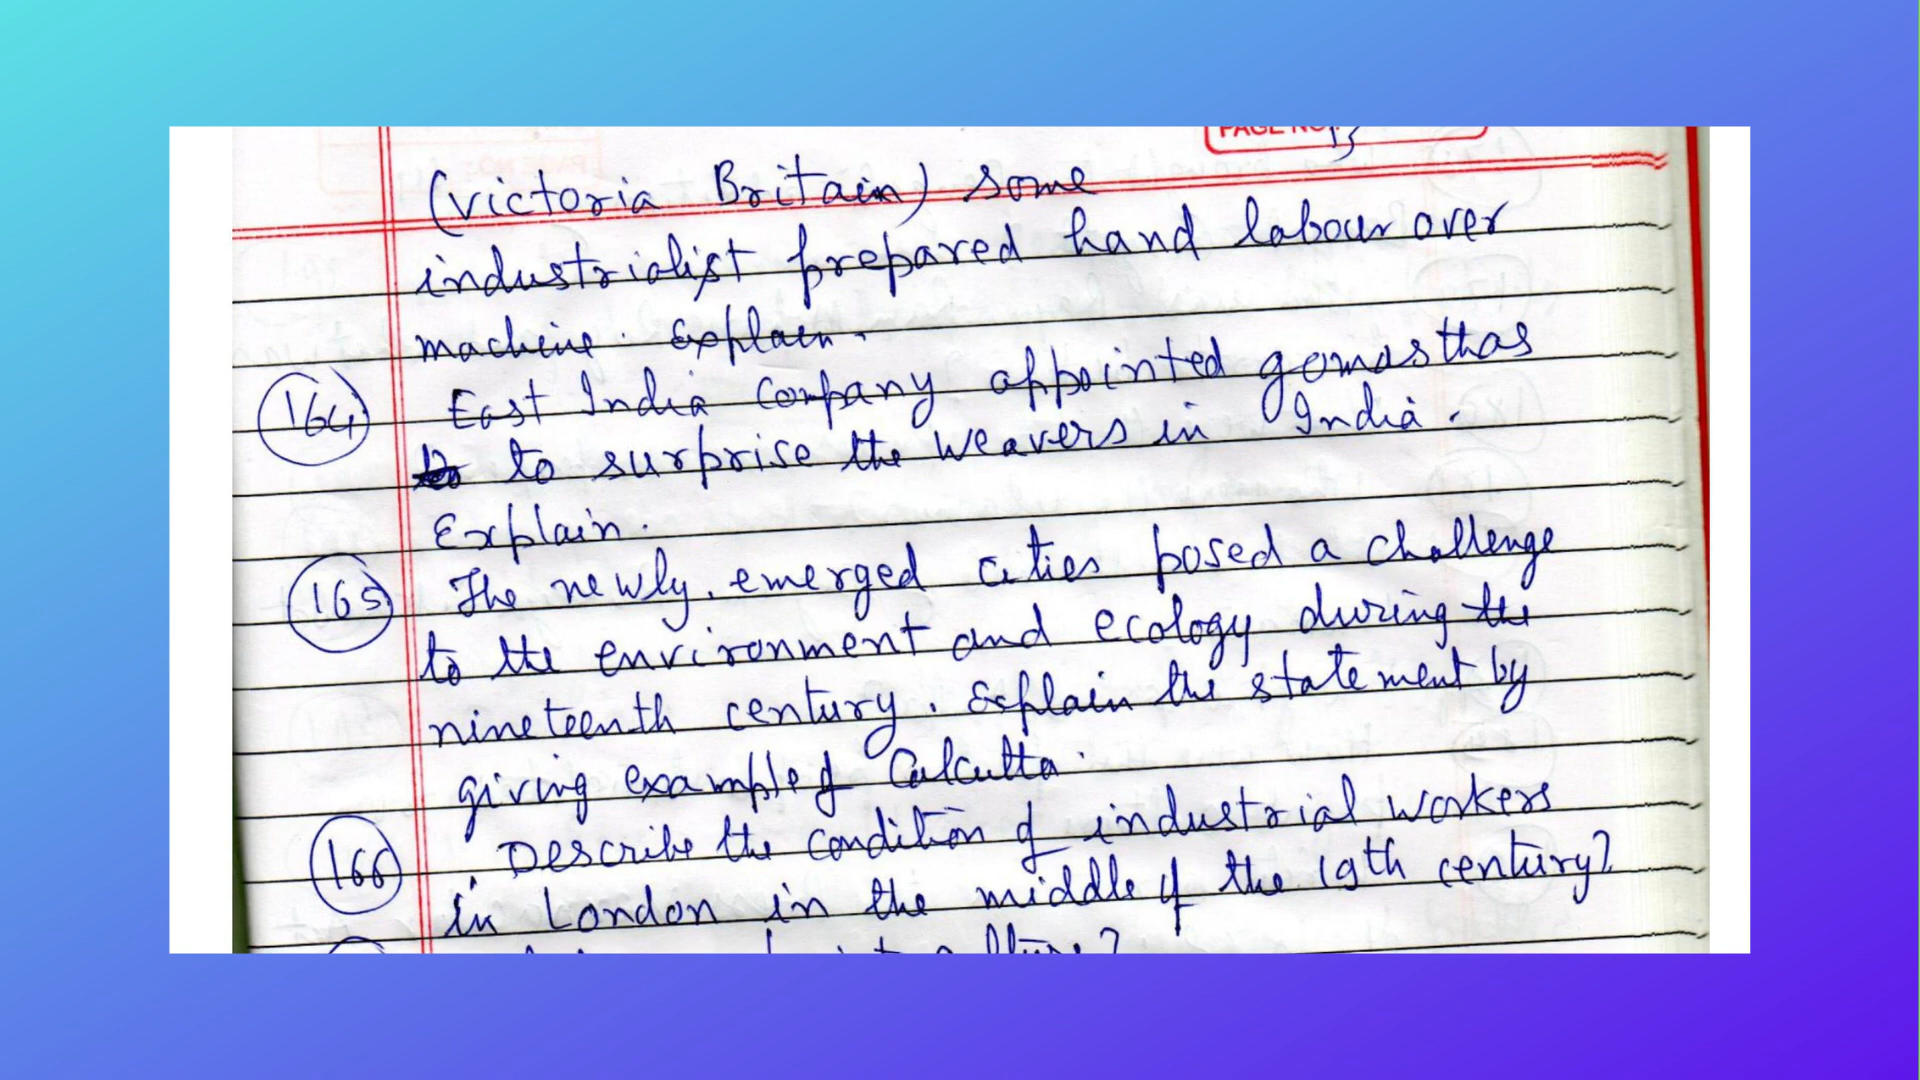 PAGE NO. 13
(victoria Britain) some
industrialist prepared hand labour over
machine. Explain.
164 East India Company appointed gomasthas
to surprise the weavers in India.
Explain.
165 The newly. emerged cities posed a challenge
to the environment and ecology during the
nineteenth century. Explain the statement by
giving example of Calcutta.
166 Describe the condition of industrial workers
in London in the middle of the 19th century?